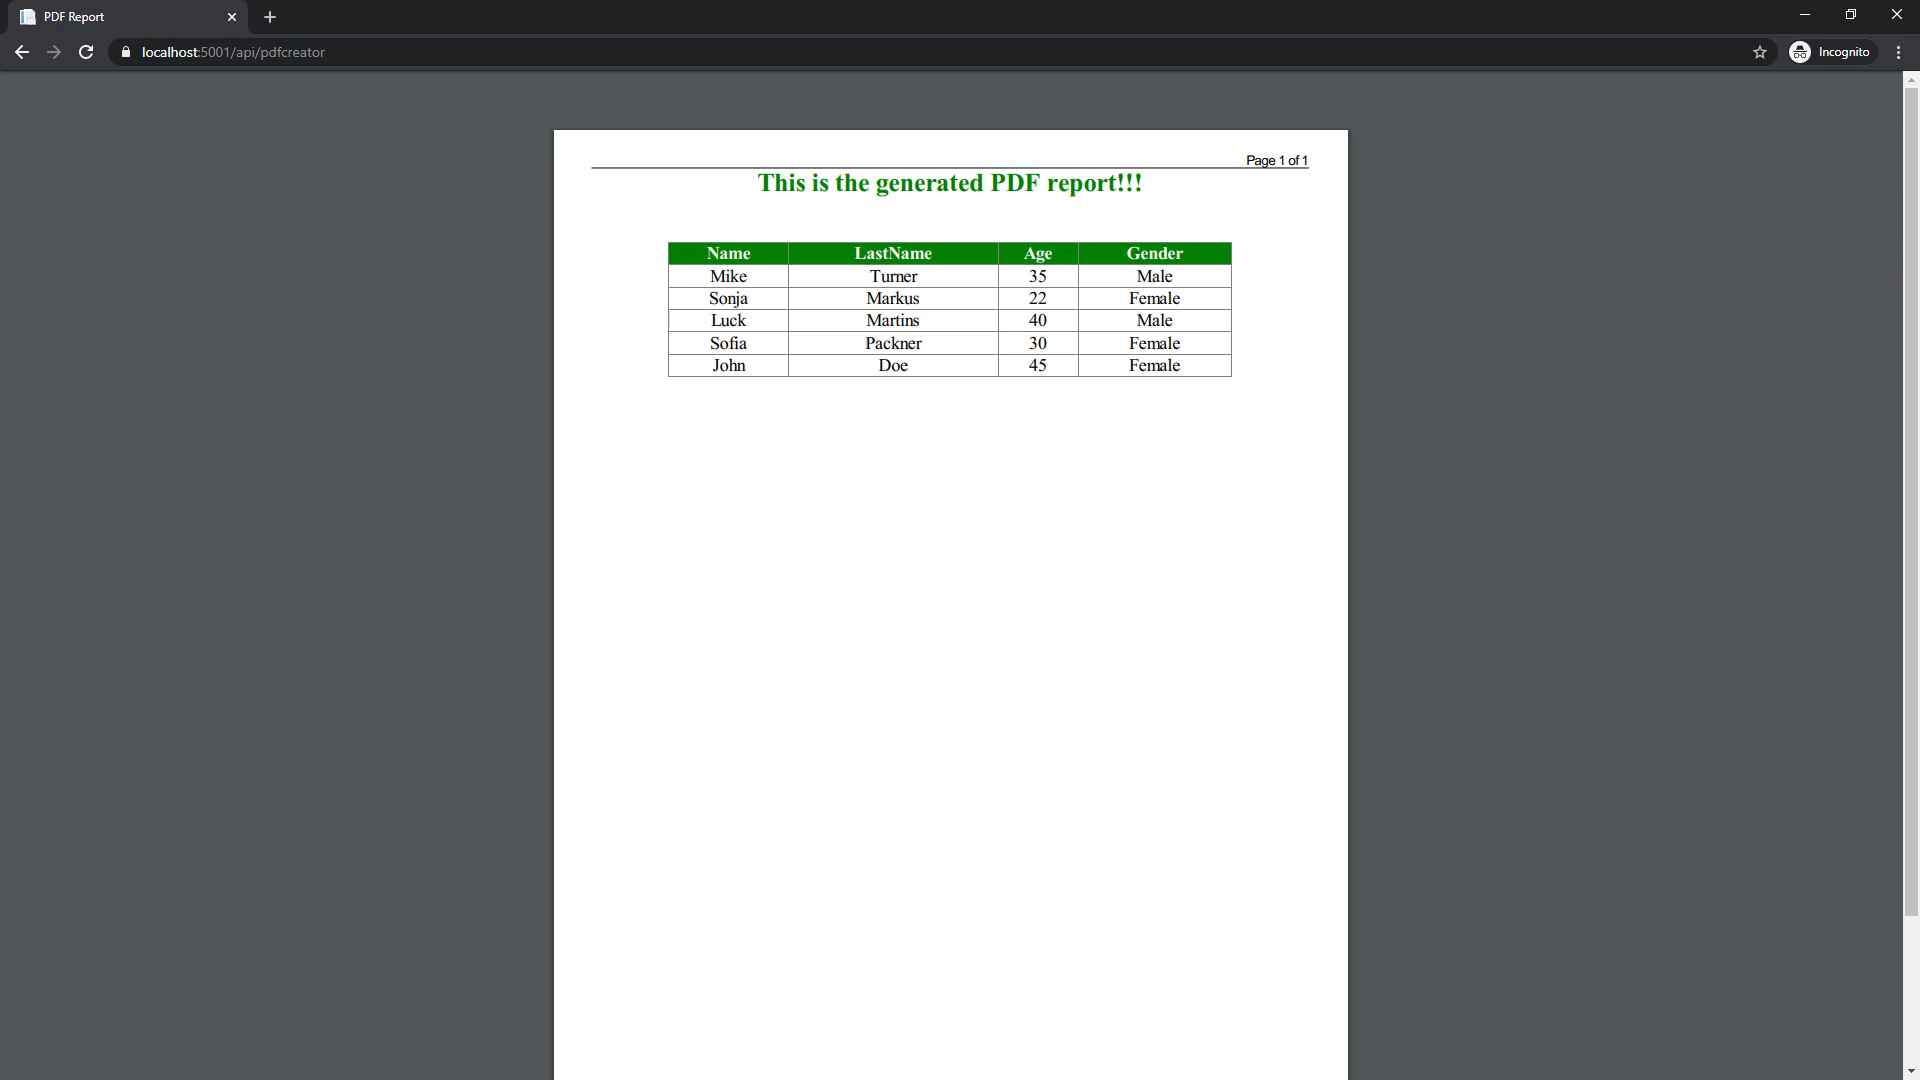 PDF Report
localhost:5001/api/pdfcreator
Incognito
Page 1 of 1
This is the generated PDF report!!!
Name LastName Age Gender
Mike Turner 35 Male
Sonja Markus 22 Female
Luck Martins 40 Male
Sofia Packner 30 Female
John Doe 45 Female